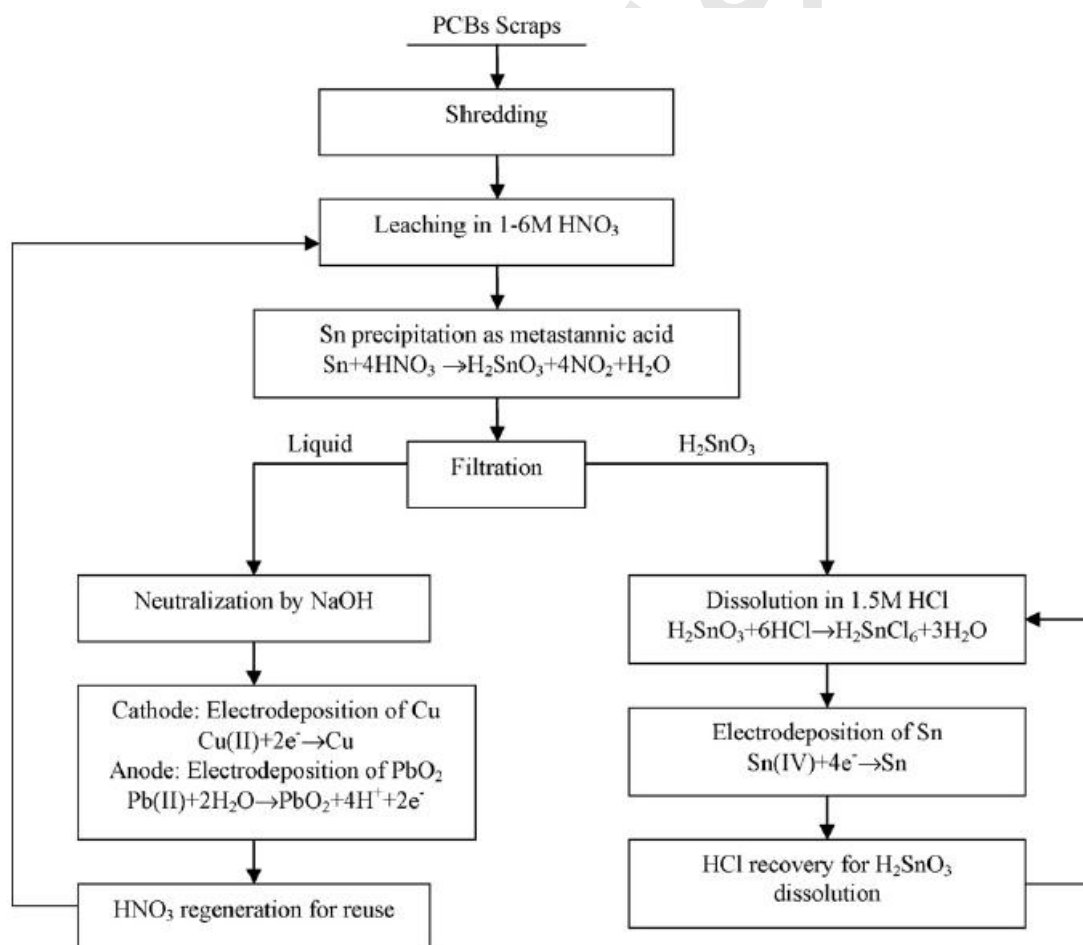 PCBs Scraps
Shredding
Leaching in 1-6M HNO₃
Sn precipitation as metastannic acid
Sn+4HNO₃ →H₂SnO₃+4NO₂+H₂O
Liquid
Filtration
H₂SnO₃
Neutralization by NaOH
Cathode: Electrodeposition of Cu
Cu(II)+2e⁻→Cu
Anode: Electrodeposition of PbO₂
Pb(II)+2H₂O→PbO₂+4H⁺+2e⁻
HNO₃ regeneration for reuse
Dissolution in 1.5M HCl
H₂SnO₃+6HCl→H₂SnCl₆+3H₂O
Electrodeposition of Sn
Sn(IV)+4e⁻→Sn
HCl recovery for H₂SnO₃
dissolution